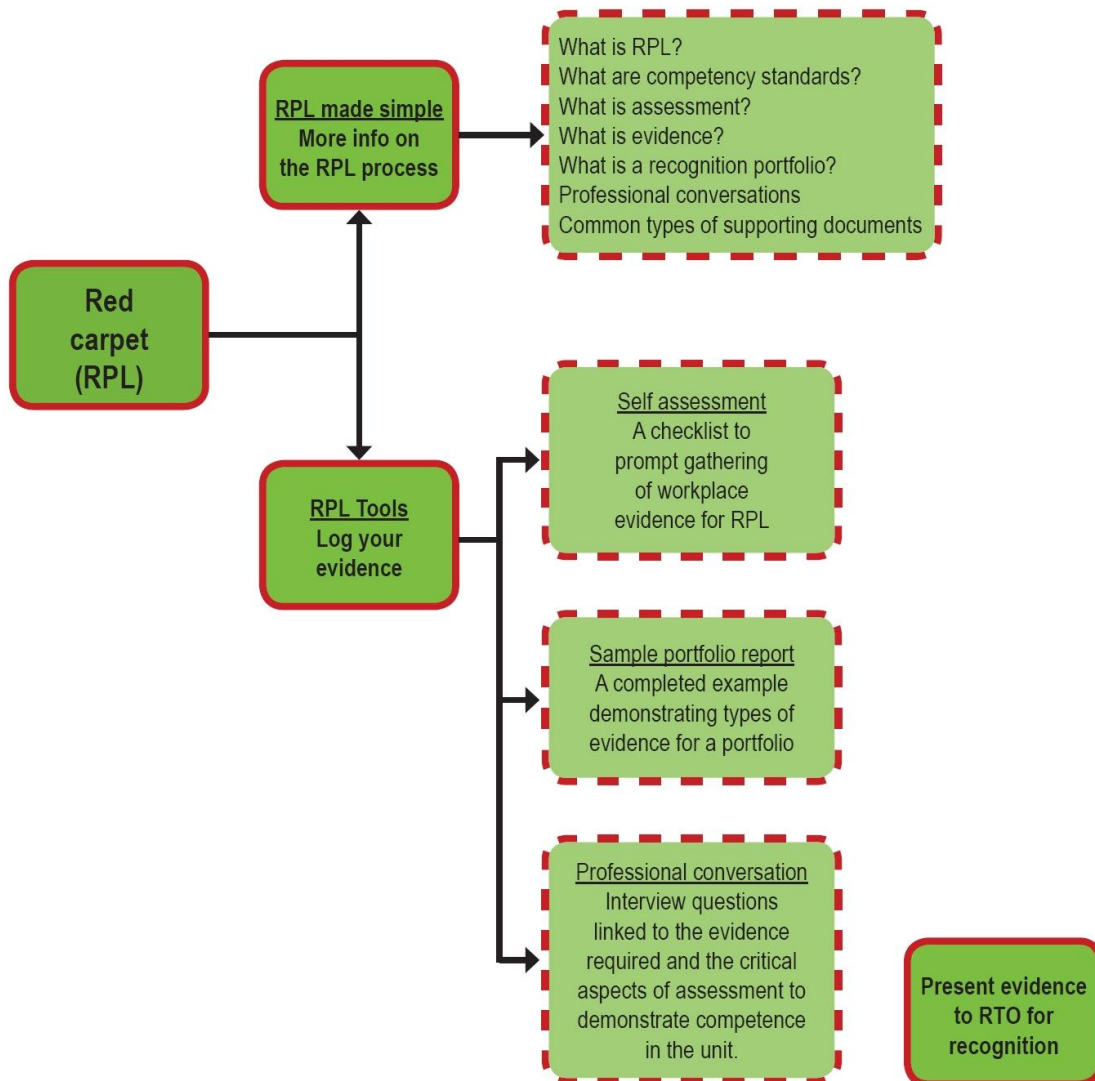 RPL made simple
More info on
the RPL process
What is RPL?
What are competency standards?
What is assessment?
What is evidence?
What is a recognition portfolio?
Professional conversations
Common types of supporting documents
Red
carpet
(RPL)
RPL Tools
Log your
evidence
Self assessment
A checklist to
prompt gathering
of workplace
evidence for RPL
Sample portfolio report
A completed example
demonstrating types of
evidence for a portfolio
Professional conversation
Interview questions
linked to the evidence
required and the critical
aspects of assessment to
demonstrate competence
in the unit.
Present evidence
to RTO for
recognition